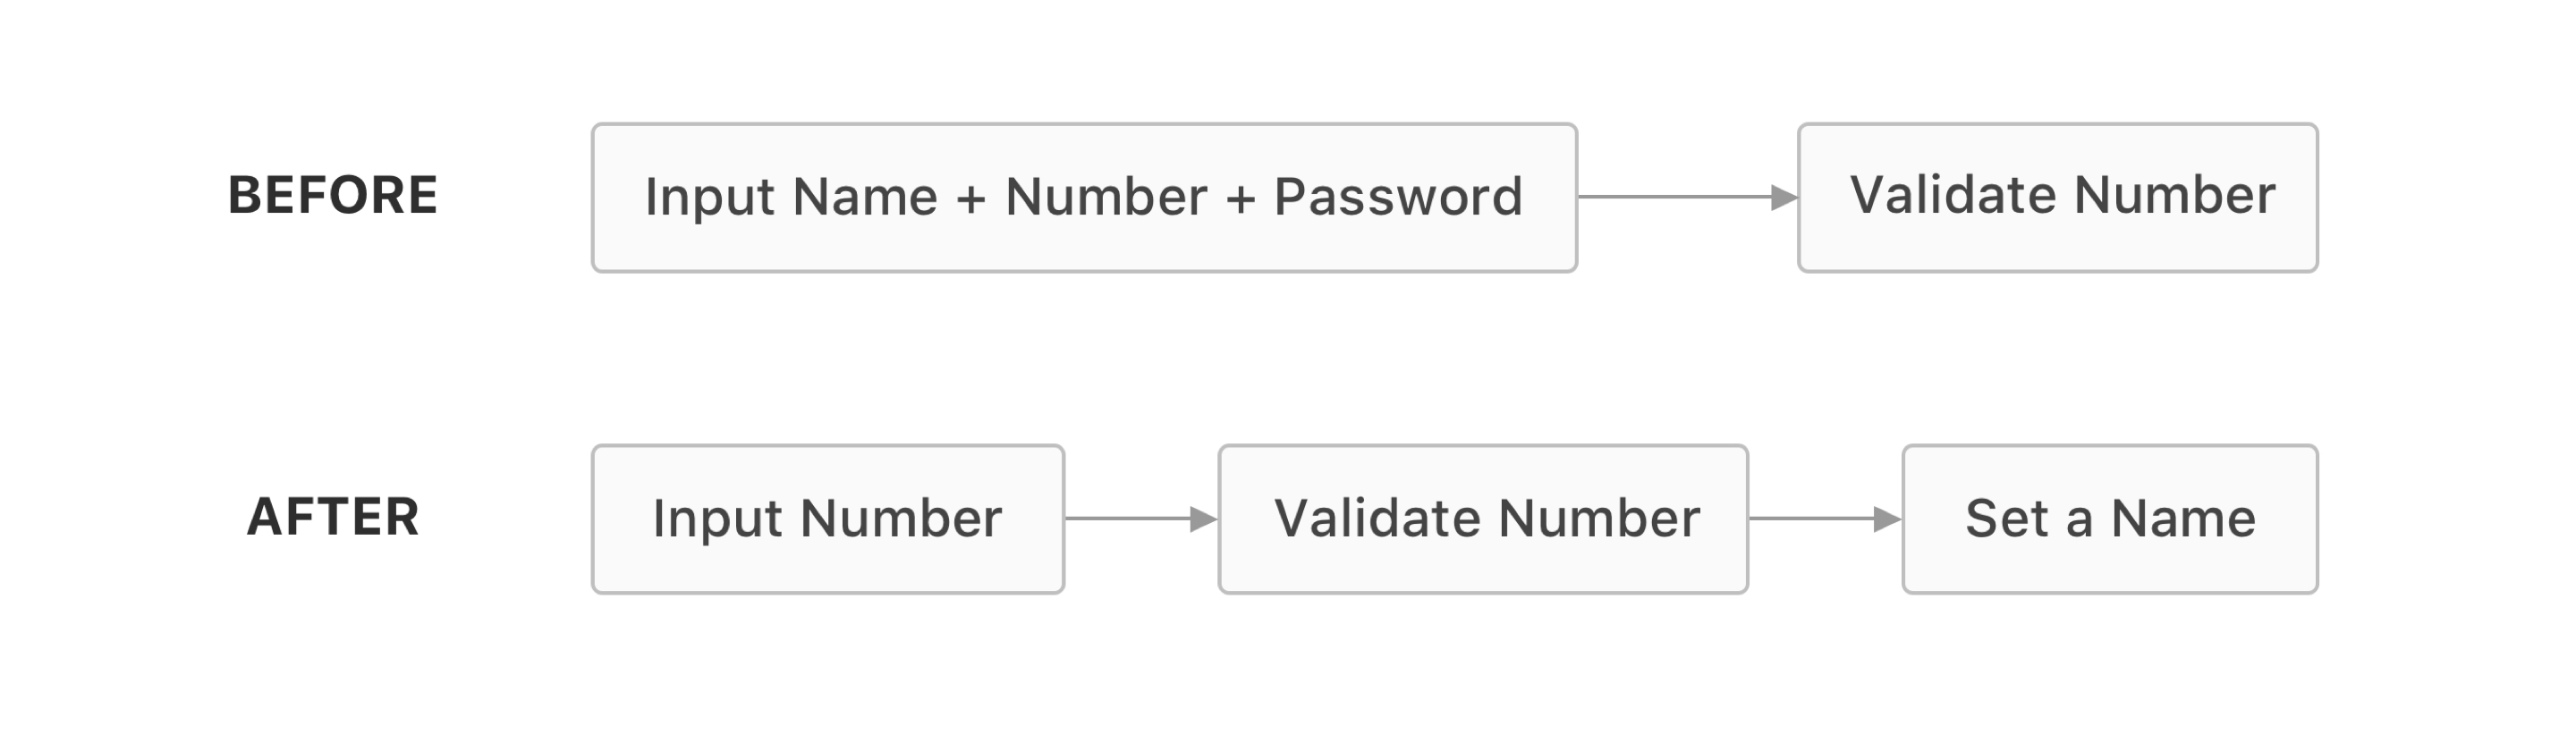 BEFORE
Input Name + Number + Password
Validate Number
AFTER
Input Number
Validate Number
Set a Name